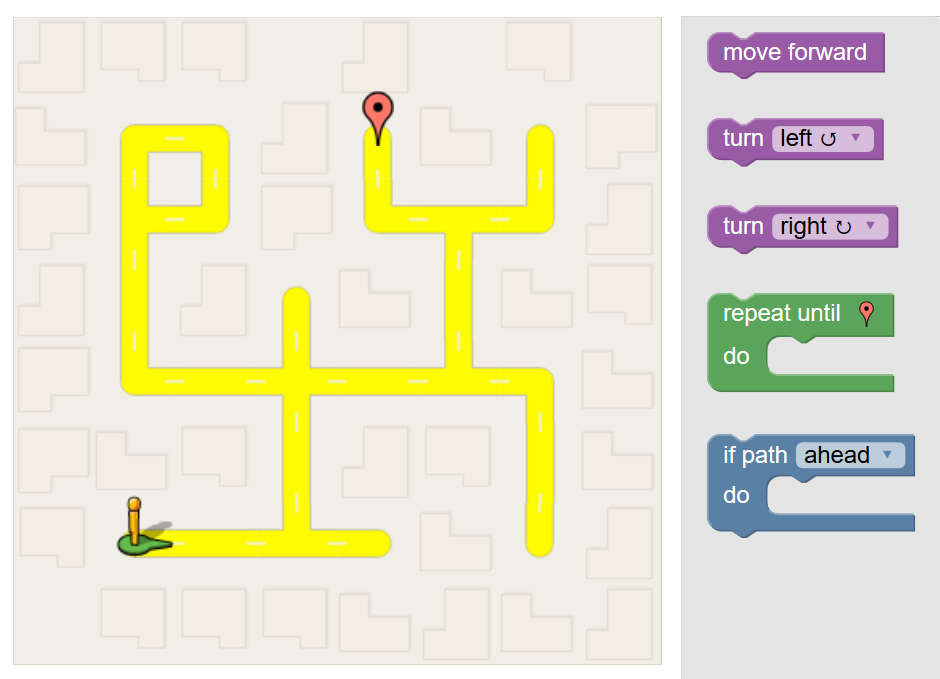 move forward
turn left ↺ ▼
turn right ↻ ▼
repeat until
do
if path ahead ▼
do